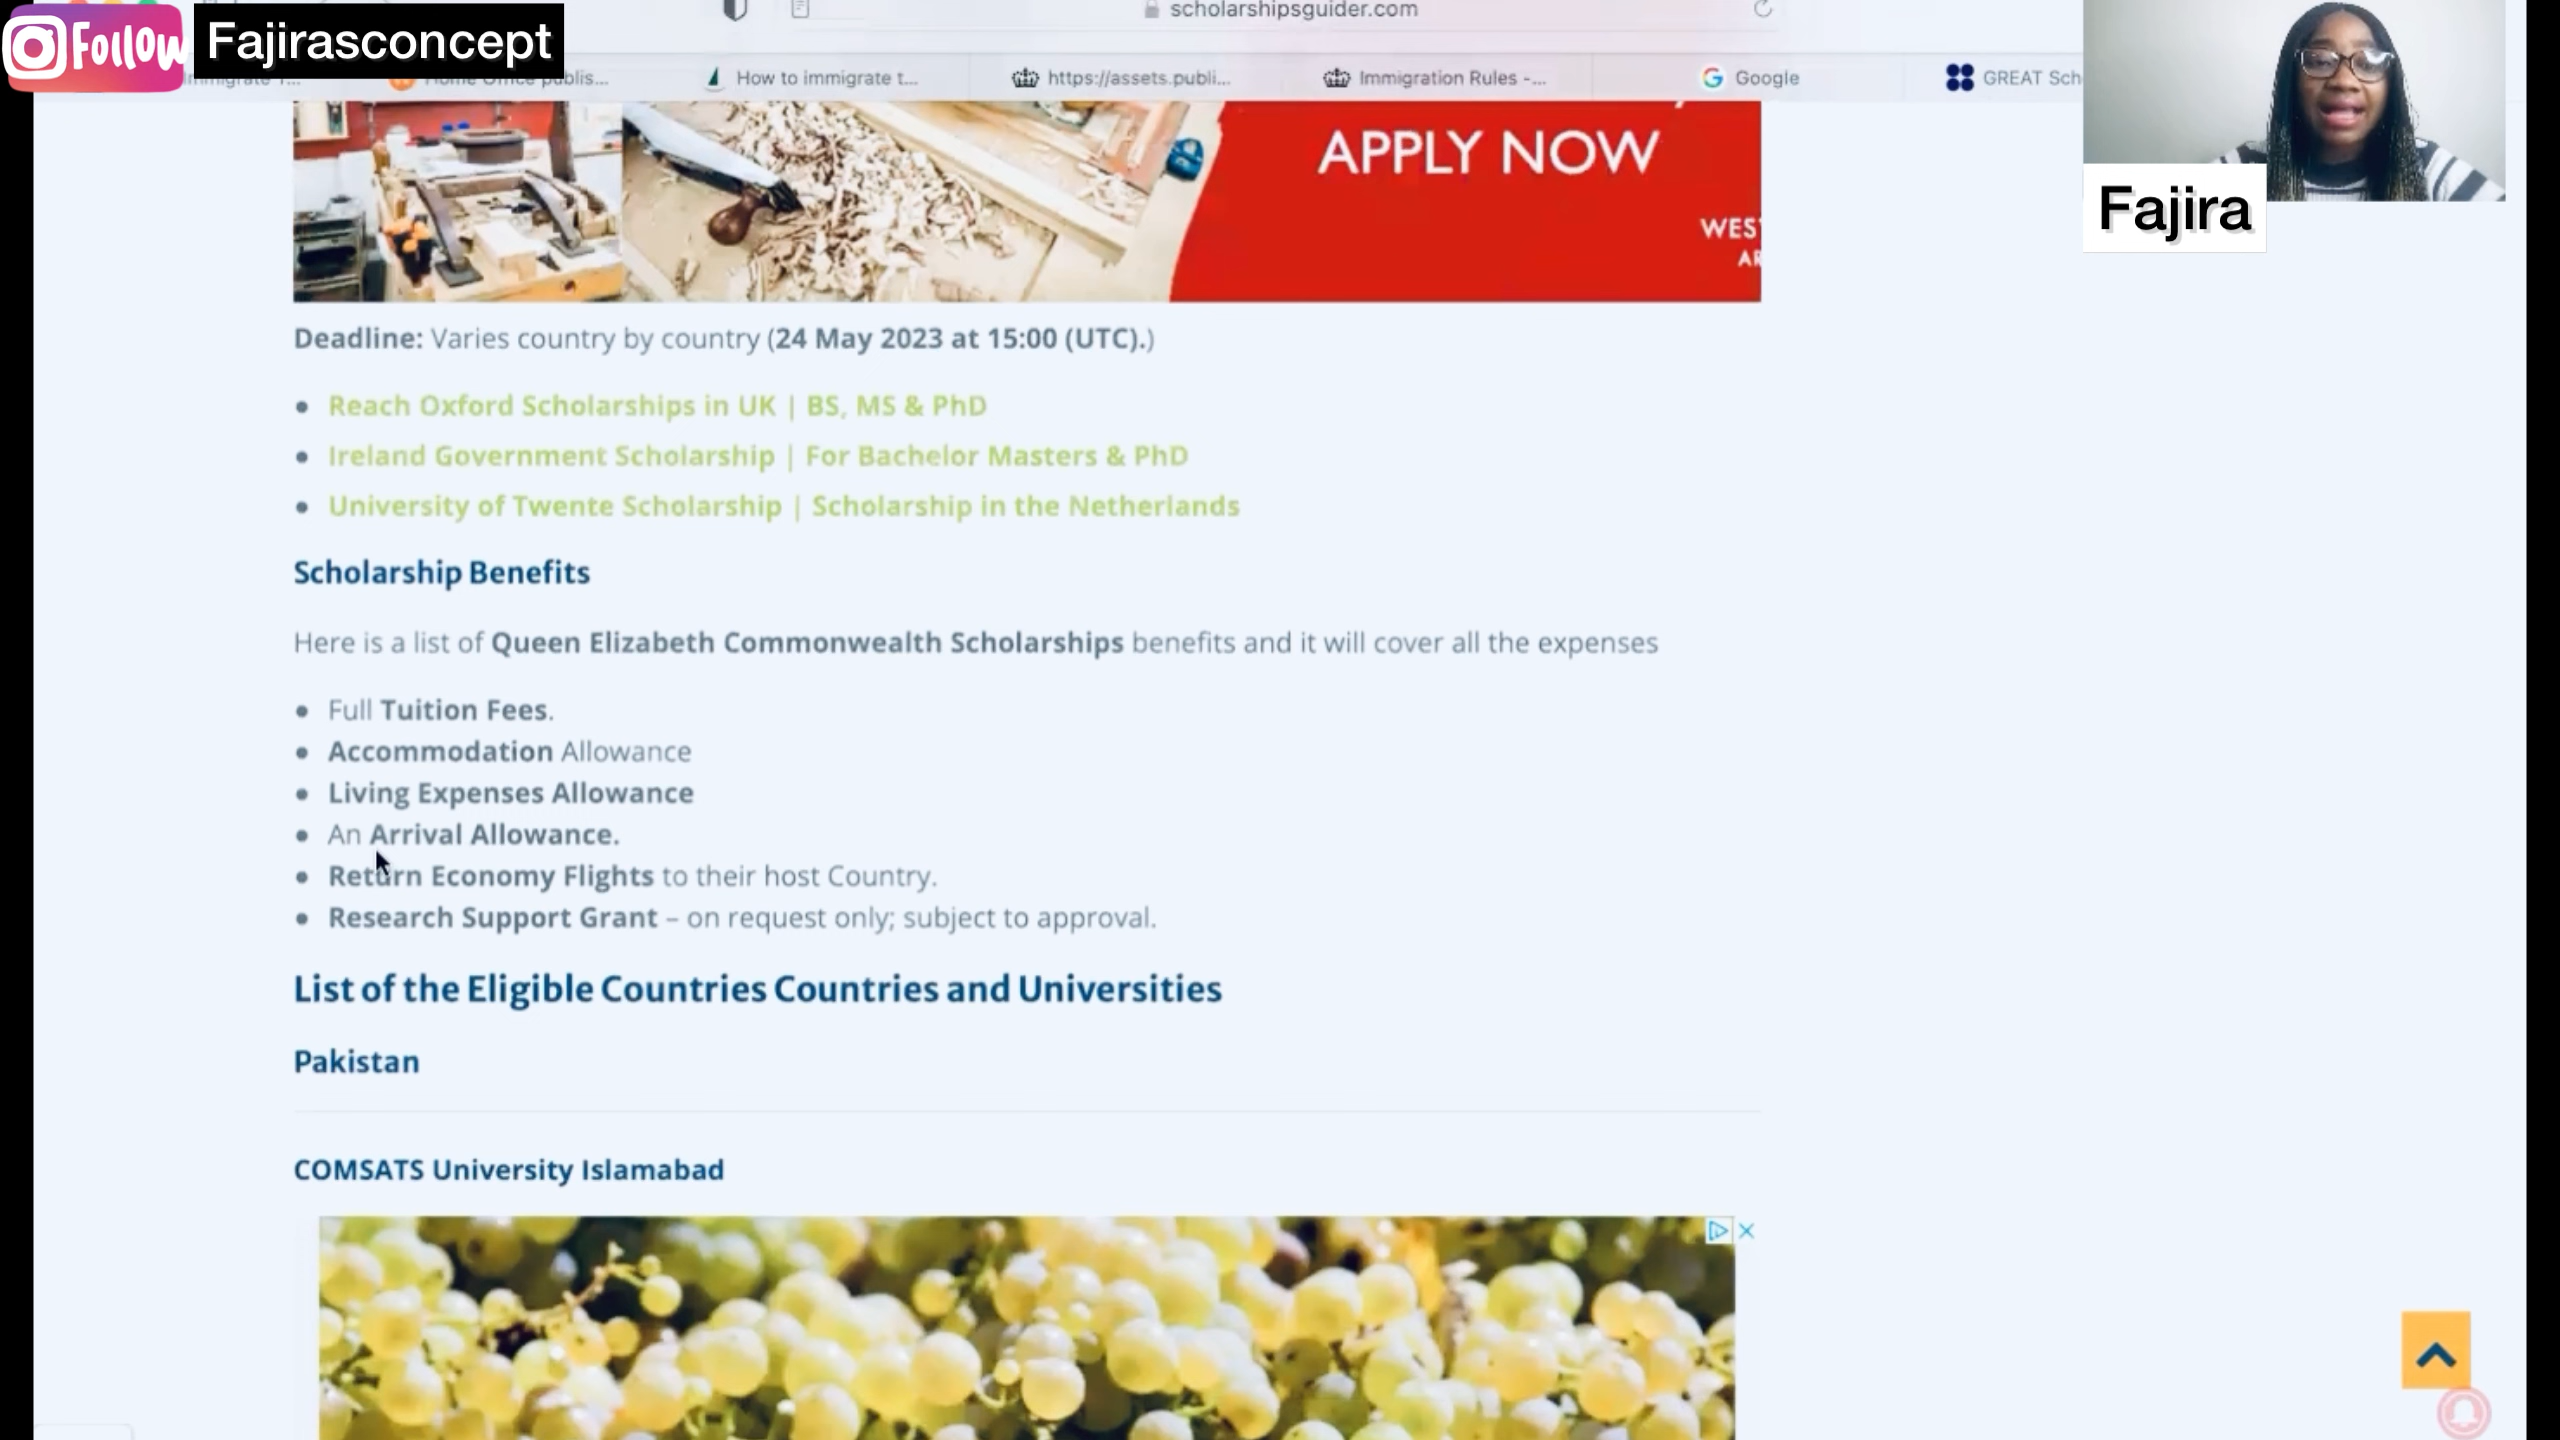 Follow Fajirasconcept
scholarshipsguider.com
How to immigrate t...
https://assets.publi...
Immigration Rules -...
Google
GREAT Sch
APPLY NOW
Fajira
Deadline: Varies country by country (24 May 2023 at 15:00 (UTC).)
Reach Oxford Scholarships in UK | BS, MS & PhD
Ireland Government Scholarship | For Bachelor Masters & PhD
University of Twente Scholarship | Scholarship in the Netherlands
Scholarship Benefits
Here is a list of Queen Elizabeth Commonwealth Scholarships benefits and it will cover all the expenses
Full Tuition Fees.
Accommodation Allowance
Living Expenses Allowance
An Arrival Allowance.
Return Economy Flights to their host Country.
Research Support Grant – on request only; subject to approval.
List of the Eligible Countries Countries and Universities
Pakistan
COMSATS University Islamabad